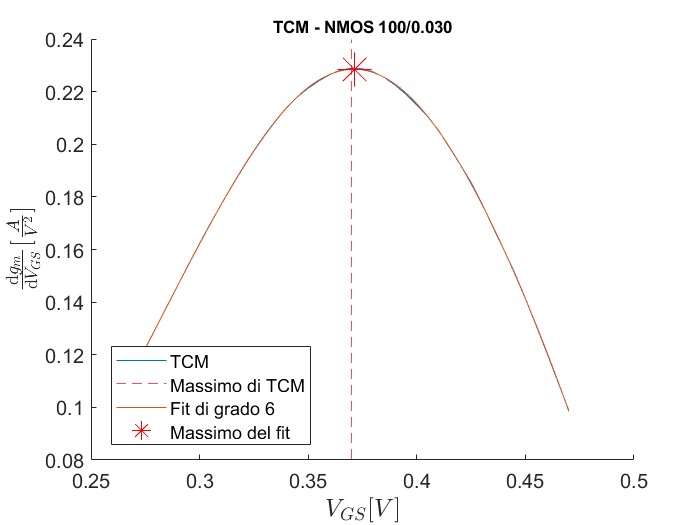 TCM - NMOS 100/0.030
0.24
0.22
0.2
0.18
0.16
0.14
0.12
0.1
0.08
dg_m/dV_GS [A/V^2]
TCM
Massimo di TCM
Fit di grado 6
Massimo del fit
0.25 0.3 0.35 0.4 0.45 0.5
V_GS[V]